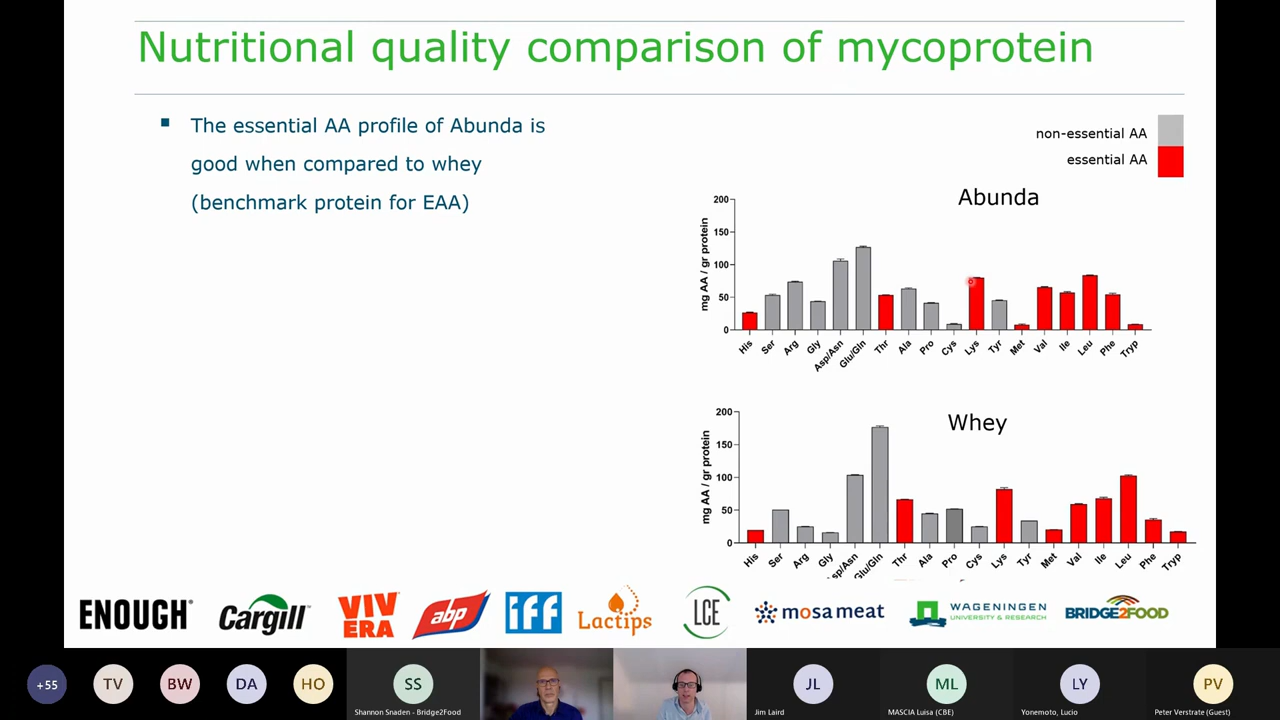 Nutritional quality comparison of mycoprotein
The essential AA profile of Abunda is
good when compared to whey
(benchmark protein for EAA)
non-essential AA
essential AA
Abunda
mg AA / gr protein
200
150
100
50
0
His Ser Arg Gly Asp/Asn Glu/Gln Thr Ala Pro Cys Lys Tyr Met Val Ile Leu Phe Tryp
Whey
mg AA / gr protein
200
150
100
50
0
His Ser Arg Gly sp/Asn Glu/Gln Thr Ala Pro Cys Lys Tyr Met Val Ile Leu Phe Tryp
ENOUGH Cargill VIVERA abp iff Lactips LCE mosa meat WAGENINGEN UNIVERSITY & RESEARCH BRIDGE2FOOD
+55 TV BW DA HO SS JL ML LY PV
Shannon Snaden - Bridge2Food Jim Laird MASCIA Luisa (CBE) Yonemoto, Lucio Peter Verstrate (Guest)